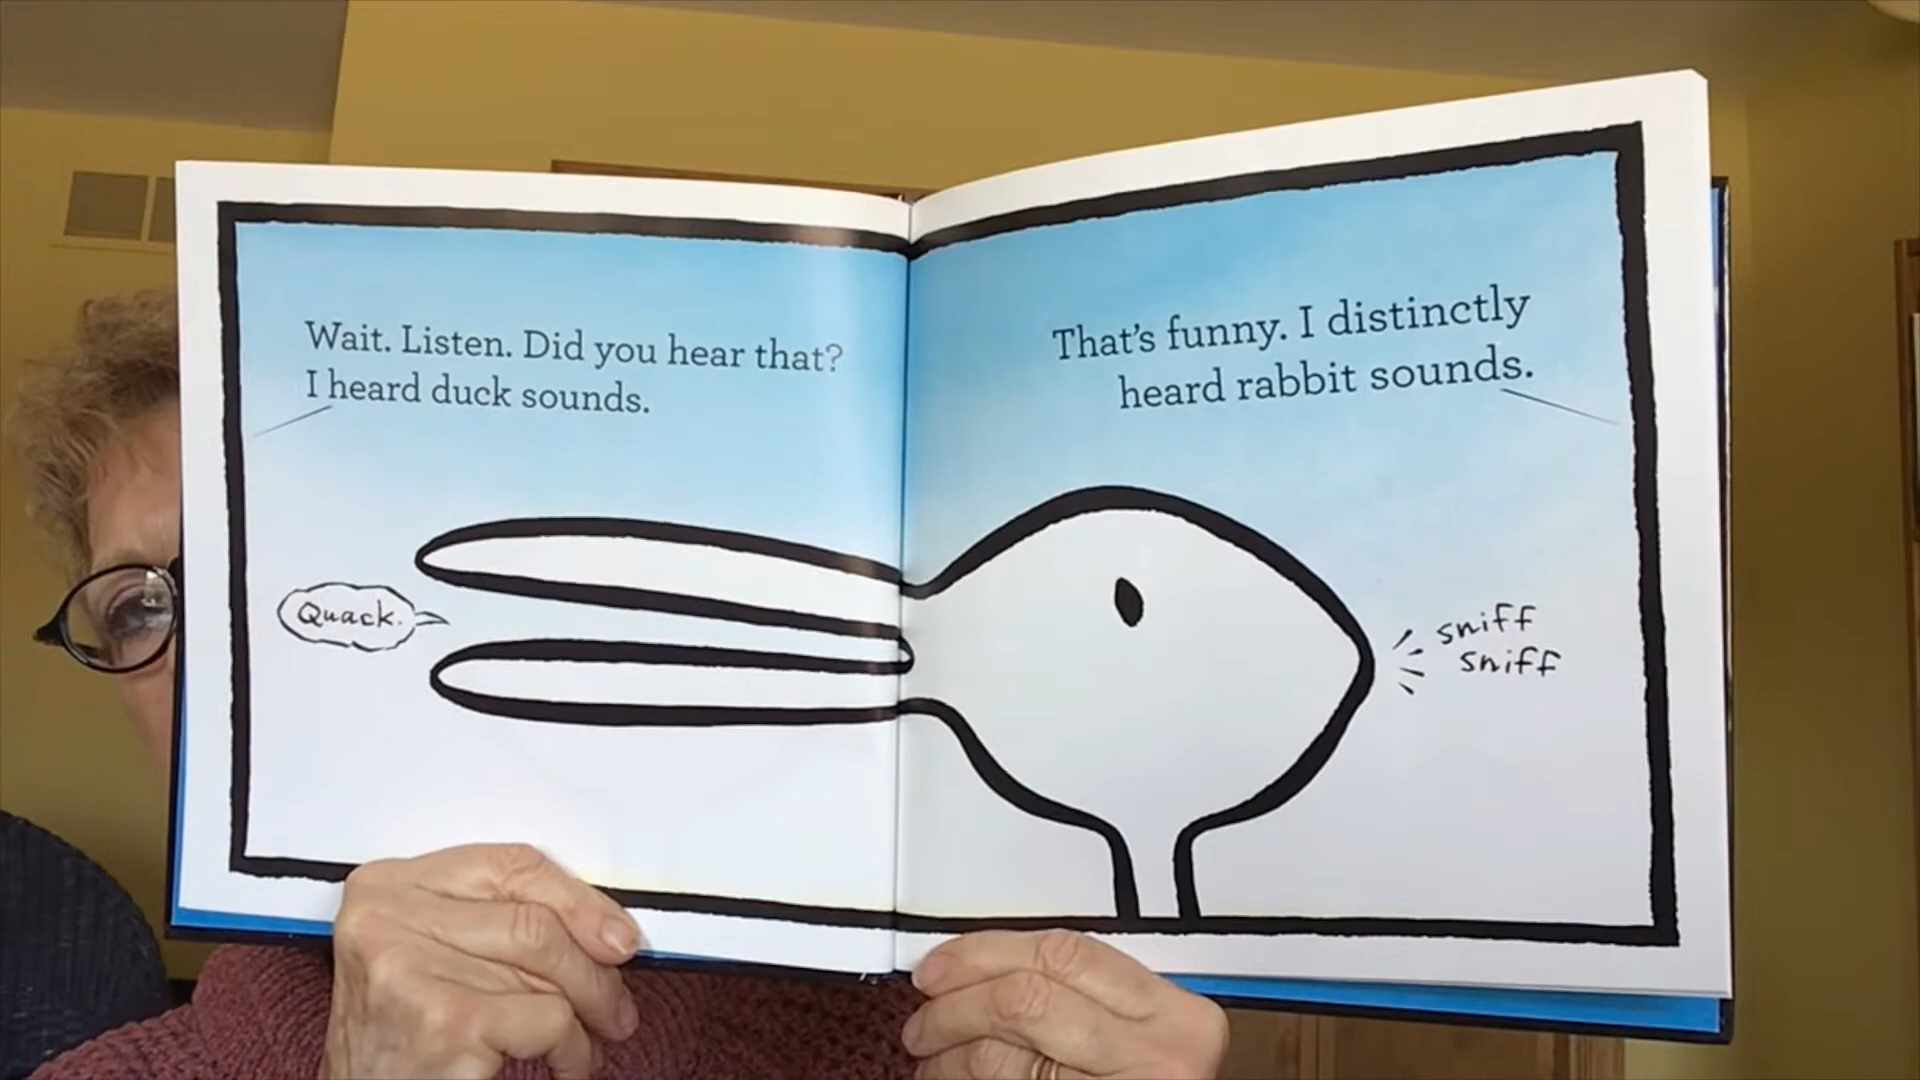 Wait. Listen. Did you hear that?
I heard duck sounds.
Quack.
That's funny. I distinctly
heard rabbit sounds.
sniff
sniff